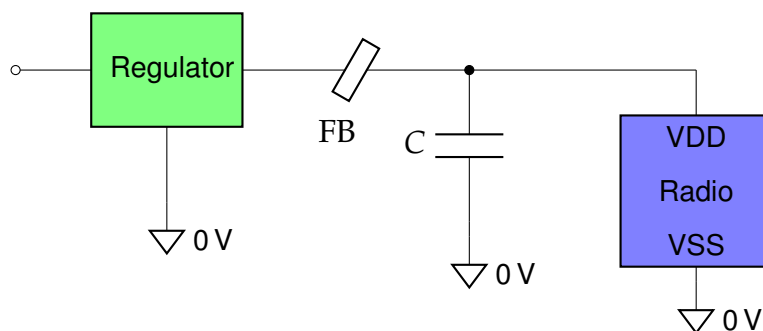 Regulator
FB
C
VDD
Radio
VSS
0 V
0 V
0 V